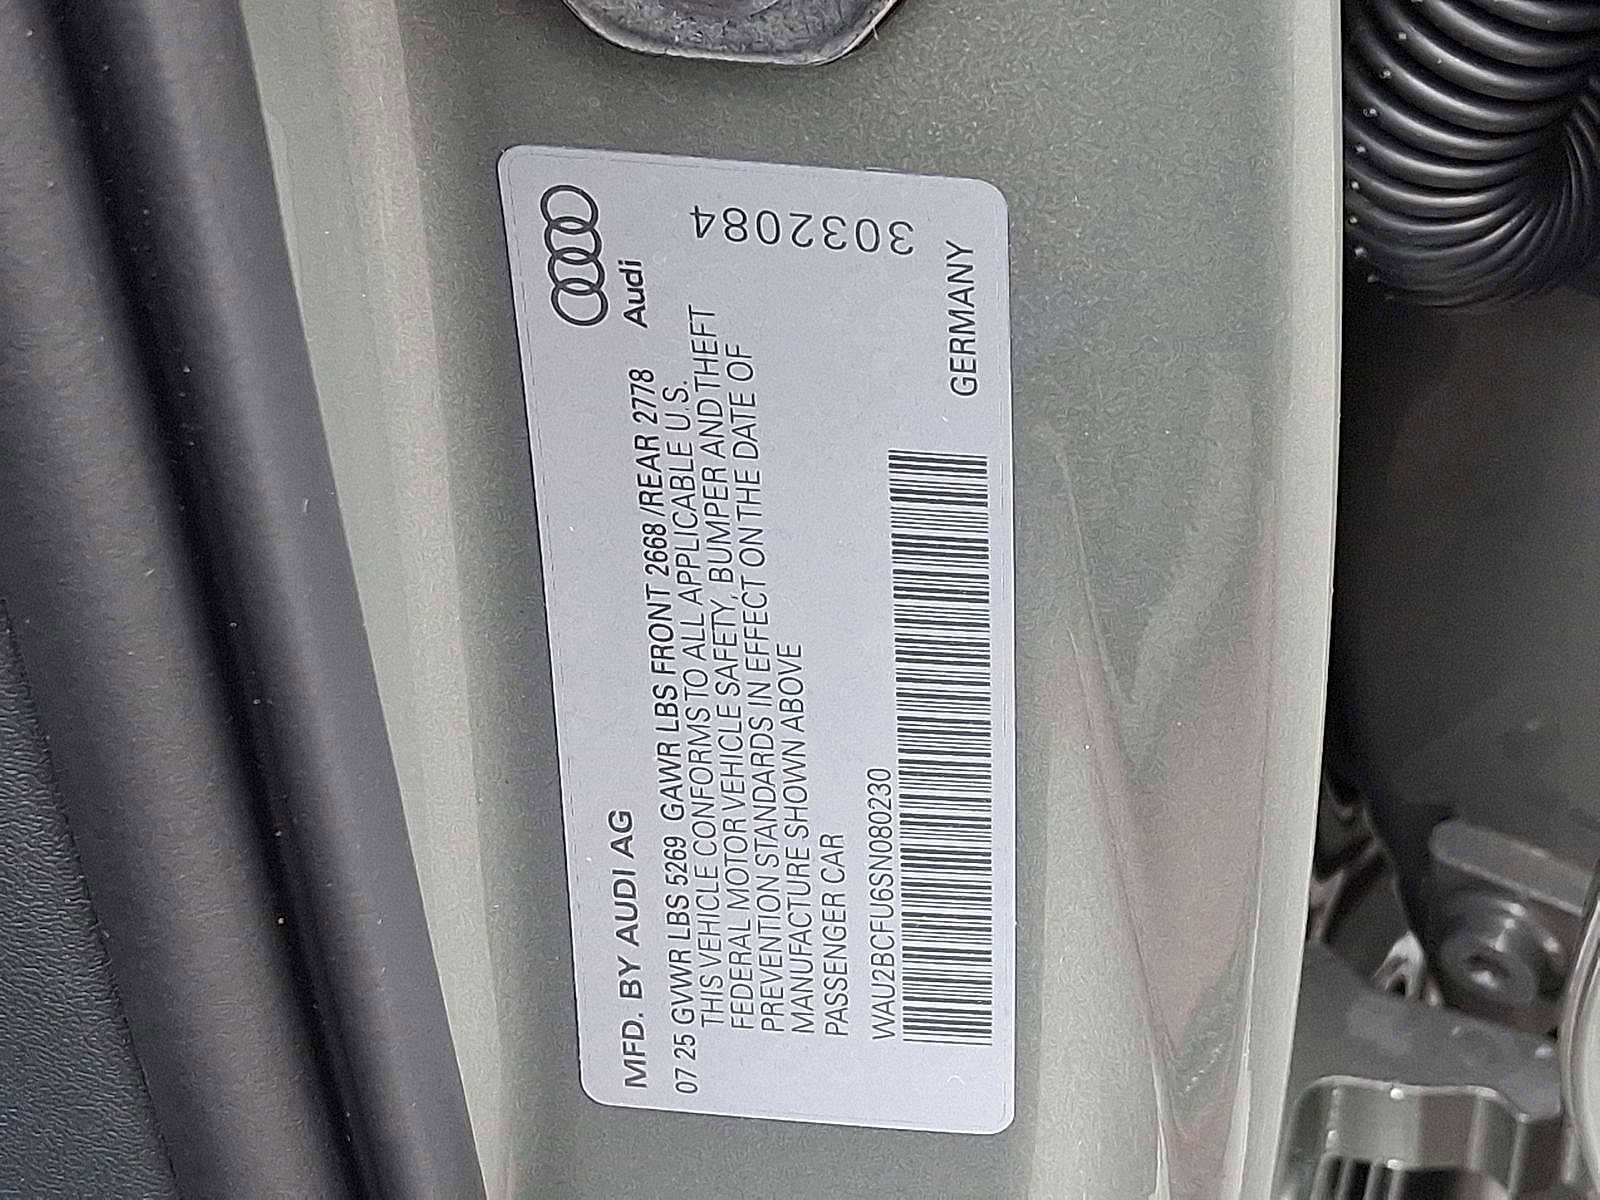 Audi
3032084
MFD. BY AUDI AG
07 25 GVWR LBS 5269 GAWR LBS FRONT 2668 /REAR 2778
THIS VEHICLE CONFORMS TO ALL APPLICABLE U.S.
FEDERAL MOTOR VEHICLE SAFETY, BUMPER AND THEFT
PREVENTION STANDARDS IN EFFECT ON THE DATE OF
MANUFACTURE SHOWN ABOVE
PASSENGER CAR
WAU2BCFU6SN080230
GERMANY